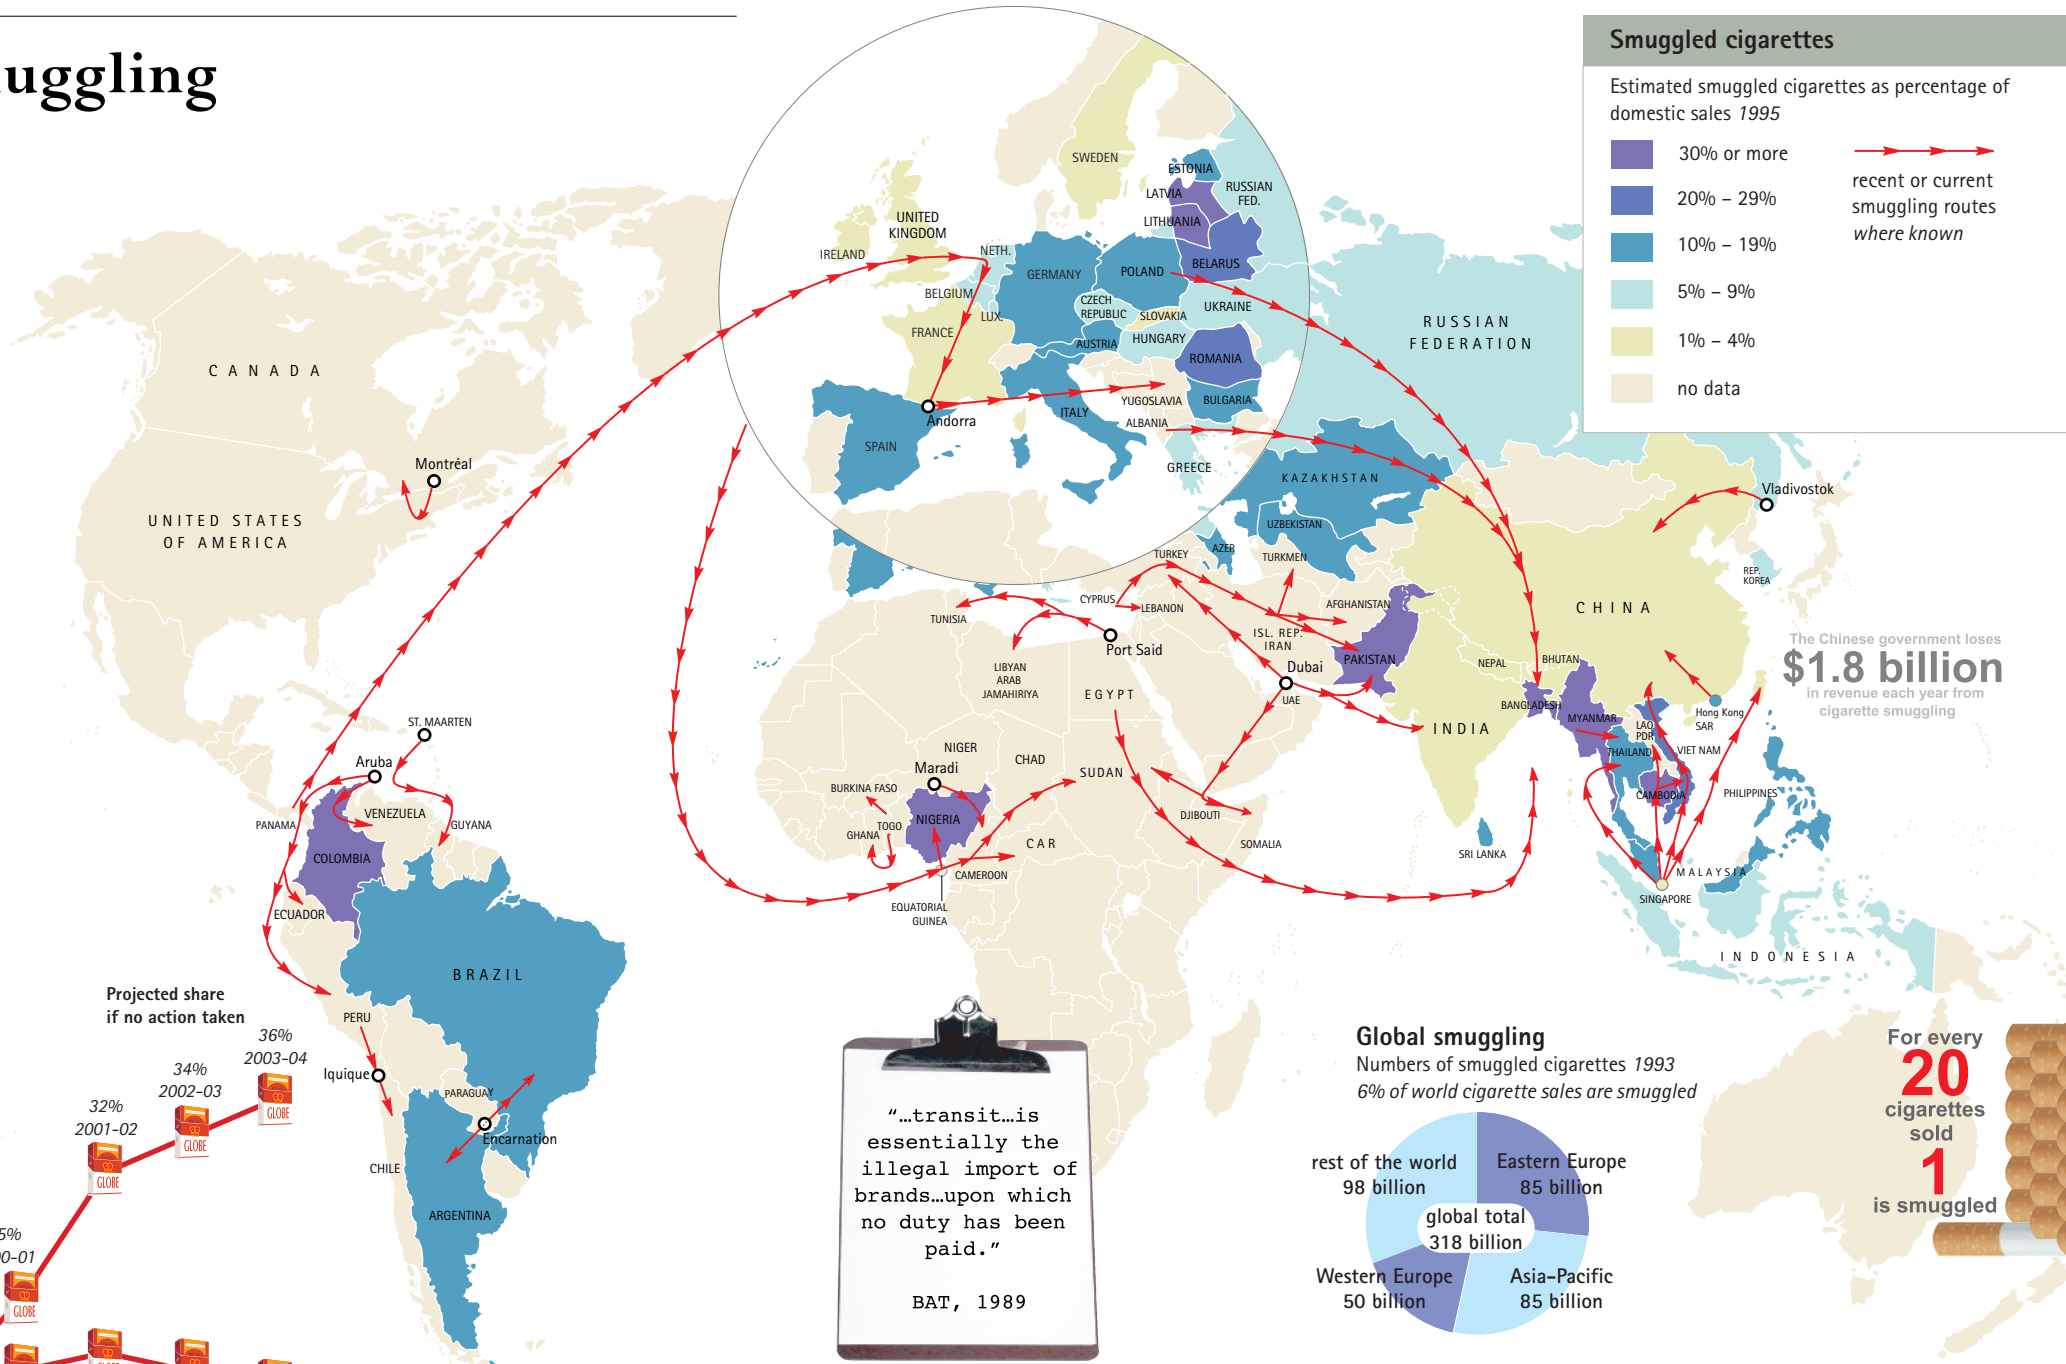 uggling
Smuggled cigarettes
Estimated smuggled cigarettes as percentage of
domestic sales 1995
30% or more
20% – 29%
10% – 19%
5% – 9%
1% – 4%
no data
recent or current
smuggling routes
where known
SWEDEN
ESTONIA
LATVIA
RUSSIAN
FED.
LITHUANIA
UNITED
KINGDOM
IRELAND
NETH.
GERMANY
POLAND
BELARUS
BELGIUM
CZECH
REPUBLIC
UKRAINE
LUX.
SLOVAKIA
FRANCE
AUSTRIA
HUNGARY
ROMANIA
YUGOSLAVIA
BULGARIA
Andorra
ITALY
ALBANIA
SPAIN
GREECE
RUSSIAN
FEDERATION
CANADA
Montréal
UNITED STATES
OF AMERICA
KAZAKHSTAN
Vladivostok
UZBEKISTAN
TURKEY
AZER
TURKMEN
REP.
KOREA
CYPRUS
LEBANON
AFGHANISTAN
CHINA
TUNISIA
Port Said
ISL. REP.
IRAN
Dubai
PAKISTAN
NEPAL
BHUTAN
LIBYAN
ARAB
JAMAHIRIYA
EGYPT
UAE
BANGLADESH
MYANMAR
Hong Kong
SAR
The Chinese government loses
$1.8 billion
in revenue each year from
cigarette smuggling
INDIA
LAO
PDR
VIET NAM
THAILAND
ST. MAARTEN
Aruba
NIGER
Maradi
CHAD
SUDAN
BURKINA FASO
CAMBODIA
PHILIPPINES
PANAMA
VENEZUELA
GUYANA
NIGERIA
TOGO
GHANA
DJIBOUTI
SOMALIA
COLOMBIA
CAR
SRI LANKA
CAMEROON
MALAYSIA
SINGAPORE
ECUADOR
EQUATORIAL
GUINEA
INDONESIA
BRAZIL
PERU
Iquique
PARAGUAY
Encarnation
CHILE
ARGENTINA
Projected share
if no action taken
36%
2003–04
34%
2002–03
32%
2001–02
5%
0–01
GLOBE
GLOBE
GLOBE
GLOBE
“…transit…is
essentially the
illegal import of
brands…upon which
no duty has been
paid.”
BAT, 1989
Global smuggling
Numbers of smuggled cigarettes 1993
6% of world cigarette sales are smuggled
rest of the world
98 billion
Eastern Europe
85 billion
global total
318 billion
Western Europe
50 billion
Asia–Pacific
85 billion
For every
20
cigarettes
sold
1
is smuggled